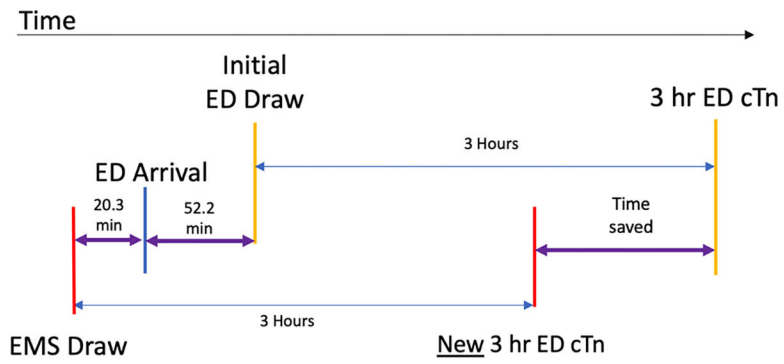 Time
Initial
ED Draw
3 hr ED cTn
3 Hours
ED Arrival
20.3
min
52.2
min
Time
saved
3 Hours
EMS Draw
New 3 hr ED cTn